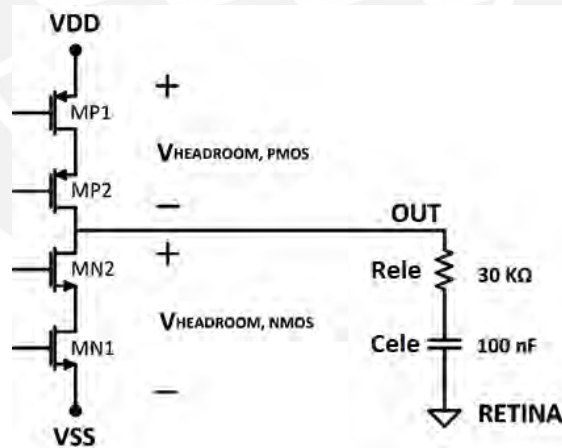 VDD
MP1
+
VHEADROOM, PMOS
MP2
−
OUT
+
MN2
Rele
30 KΩ
VHEADROOM, NMOS
MN1
Cele
100 nF
−
RETINA
VSS